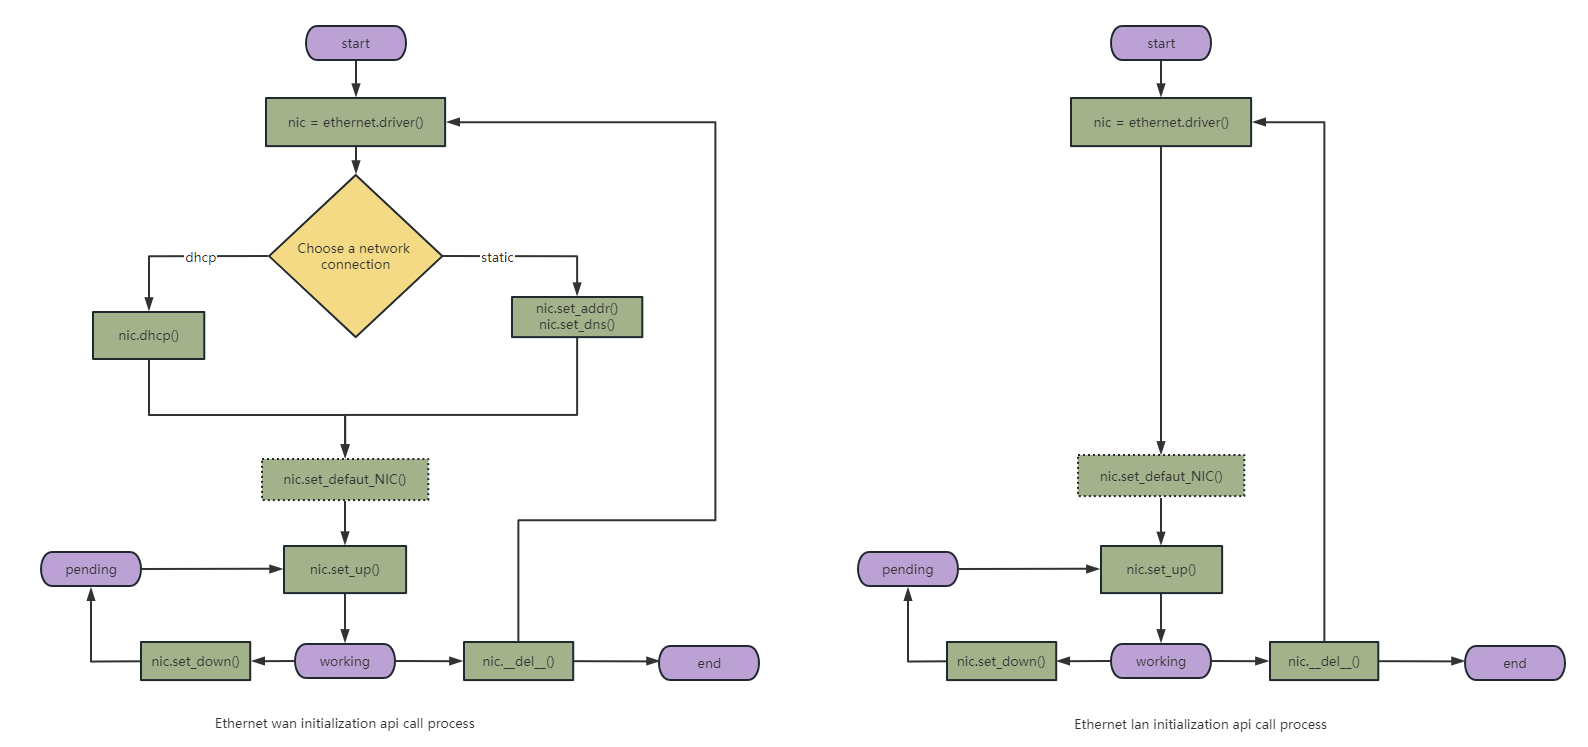 start
nic = ethernet.driver()
Choose a network
connection
dhcp
static
nic.dhcp()
nic.set_addr()
nic.set_dns()
nic.set_defaut_NIC()
pending
nic.set_up()
nic.set_down()
working
nic.__del__()
end
Ethernet wan initialization api call process
start
nic = ethernet.driver()
nic.set_defaut_NIC()
pending
nic.set_up()
nic.set_down()
working
nic.__del__()
end
Ethernet lan initialization api call process